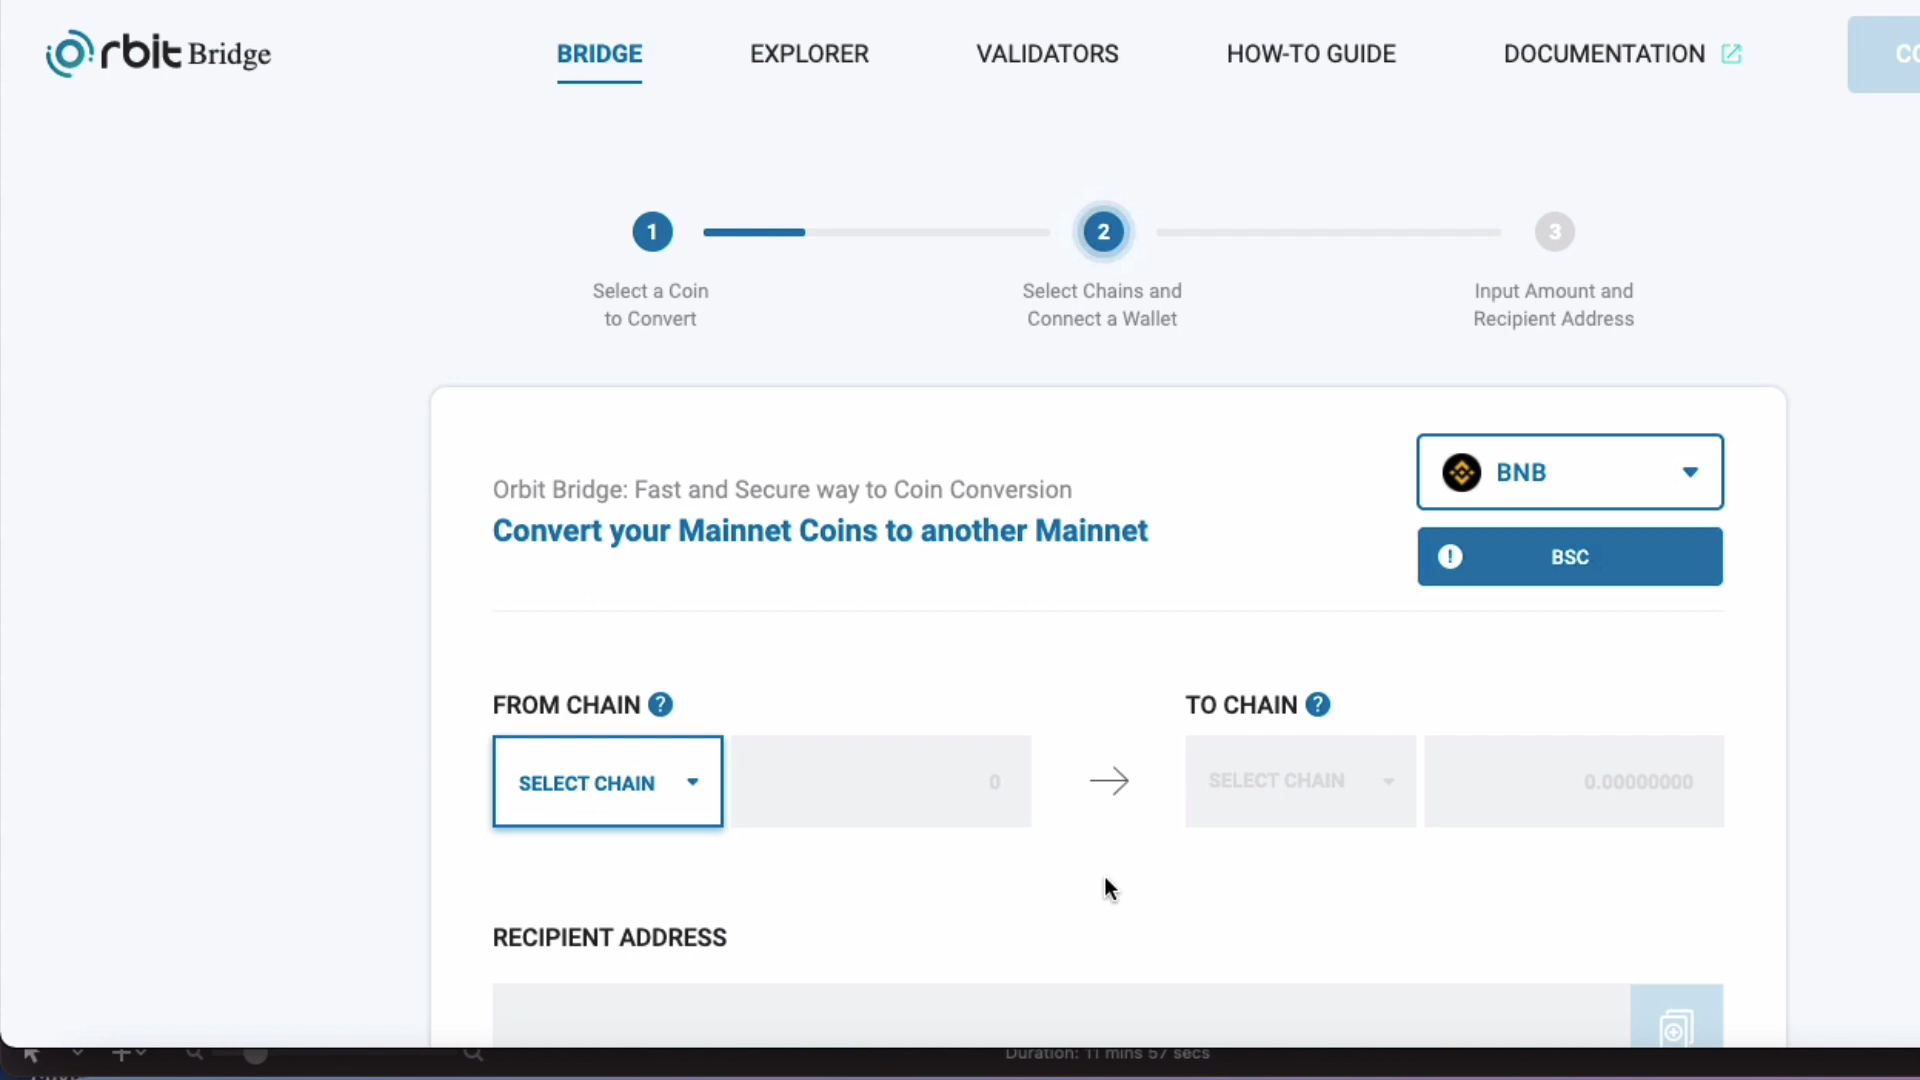 Orbit Bridge
BRIDGE
EXPLORER
VALIDATORS
HOW-TO GUIDE
DOCUMENTATION
CO
1
2
3
Select a Coin
to Convert
Select Chains and
Connect a Wallet
Input Amount and
Recipient Address
Orbit Bridge: Fast and Secure way to Coin Conversion
Convert your Mainnet Coins to another Mainnet
BNB
BSC
FROM CHAIN
TO CHAIN
SELECT CHAIN
0
SELECT CHAIN
0.00000000
RECIPIENT ADDRESS
Duration: 11 mins 57 secs